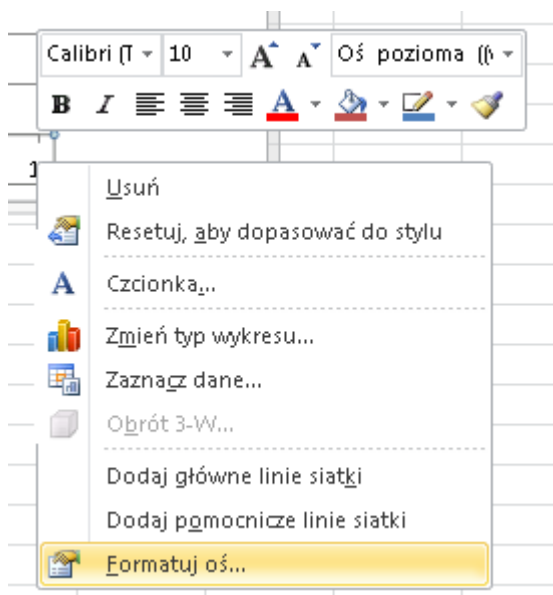 Calibri (T 10 A A Oś pozioma ((
B I A
1
Usuń
Resetuj, aby dopasować do stylu
A Czcionka...
Zmień typ wykresu...
Zaznacz dane...
Obrót 3-W...
Dodaj główne linie siatki
Dodaj pomocnicze linie siatki
Formatuj oś...